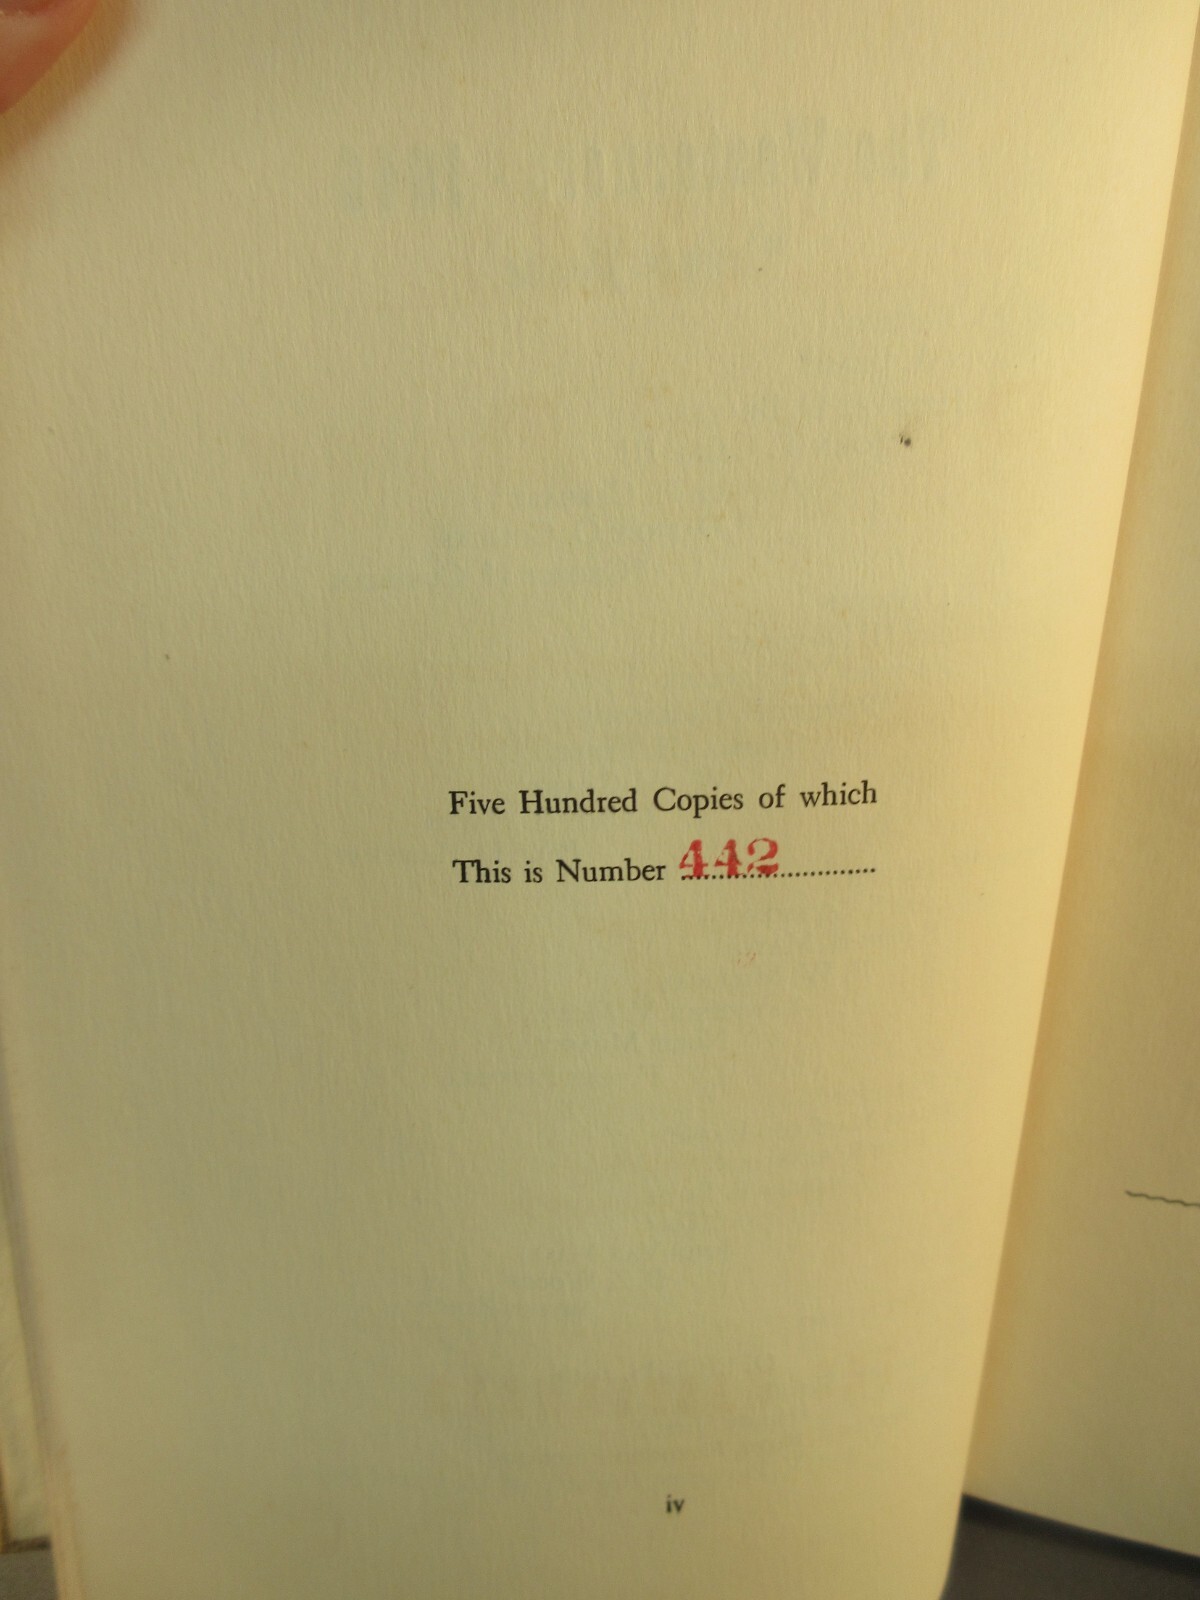 Five Hundred Copies of which
This is Number 442
iv